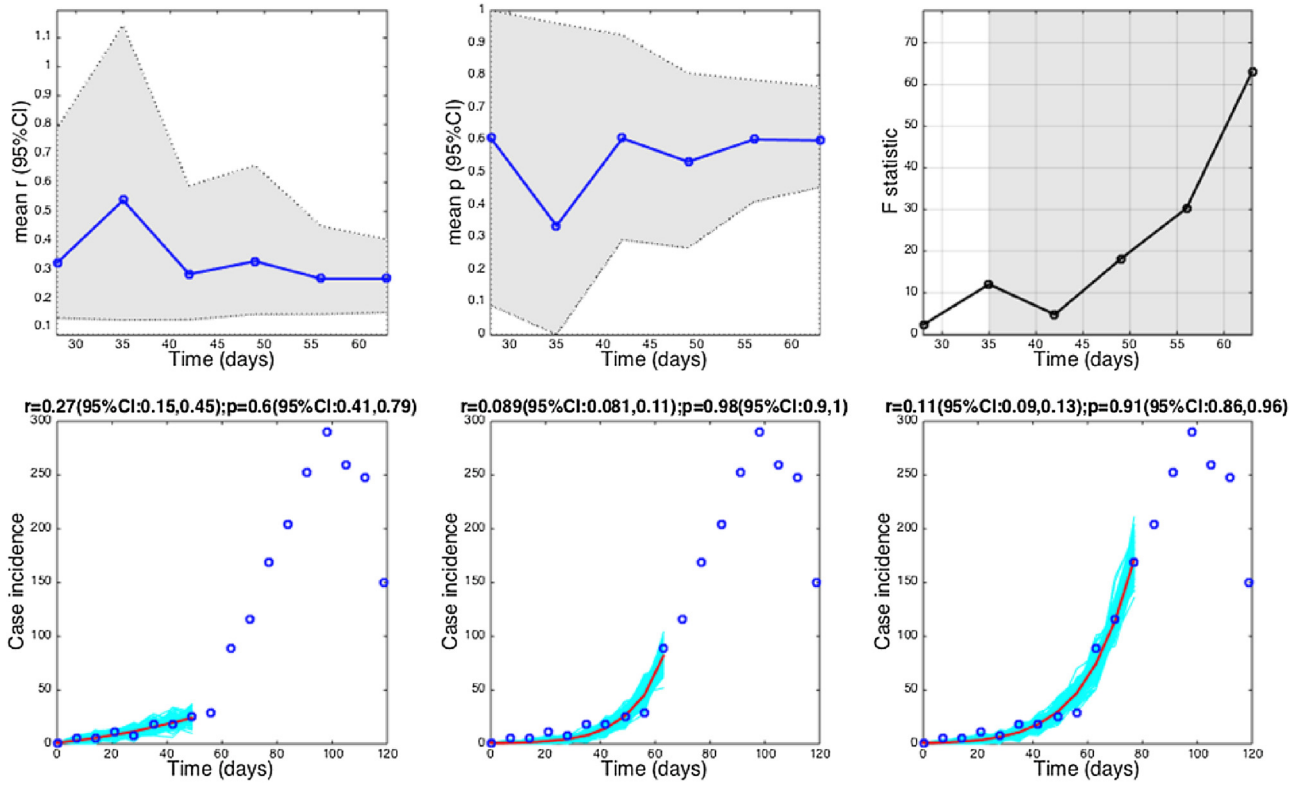 mean r (95%CI)
1.1
1
0.9
0.8
0.7
0.6
0.5
0.4
0.3
0.2
0.1
30 35 40 45 50 55 60
Time (days)
mean p (95%CI)
1
0.9
0.8
0.7
0.6
0.5
0.4
0.3
0.2
0.1
0
30 35 40 45 50 55 60
Time (days)
F statistic
70
60
50
40
30
20
10
0
30 35 40 45 50 55 60
Time (days)
r=0.27(95%CI:0.15,0.45);p=0.6(95%CI:0.41,0.79)
Case incidence
300
250
200
150
100
50
0
0 20 40 60 80 100 120
Time (days)
r=0.089(95%CI:0.081,0.11);p=0.98(95%CI:0.9,1)
Case incidence
300
250
200
150
100
50
0
0 20 40 60 80 100 120
Time (days)
r=0.11(95%CI:0.09,0.13);p=0.91(95%CI:0.86,0.96)
Case incidence
300
250
200
150
100
50
0
0 20 40 60 80 100 120
Time (days)